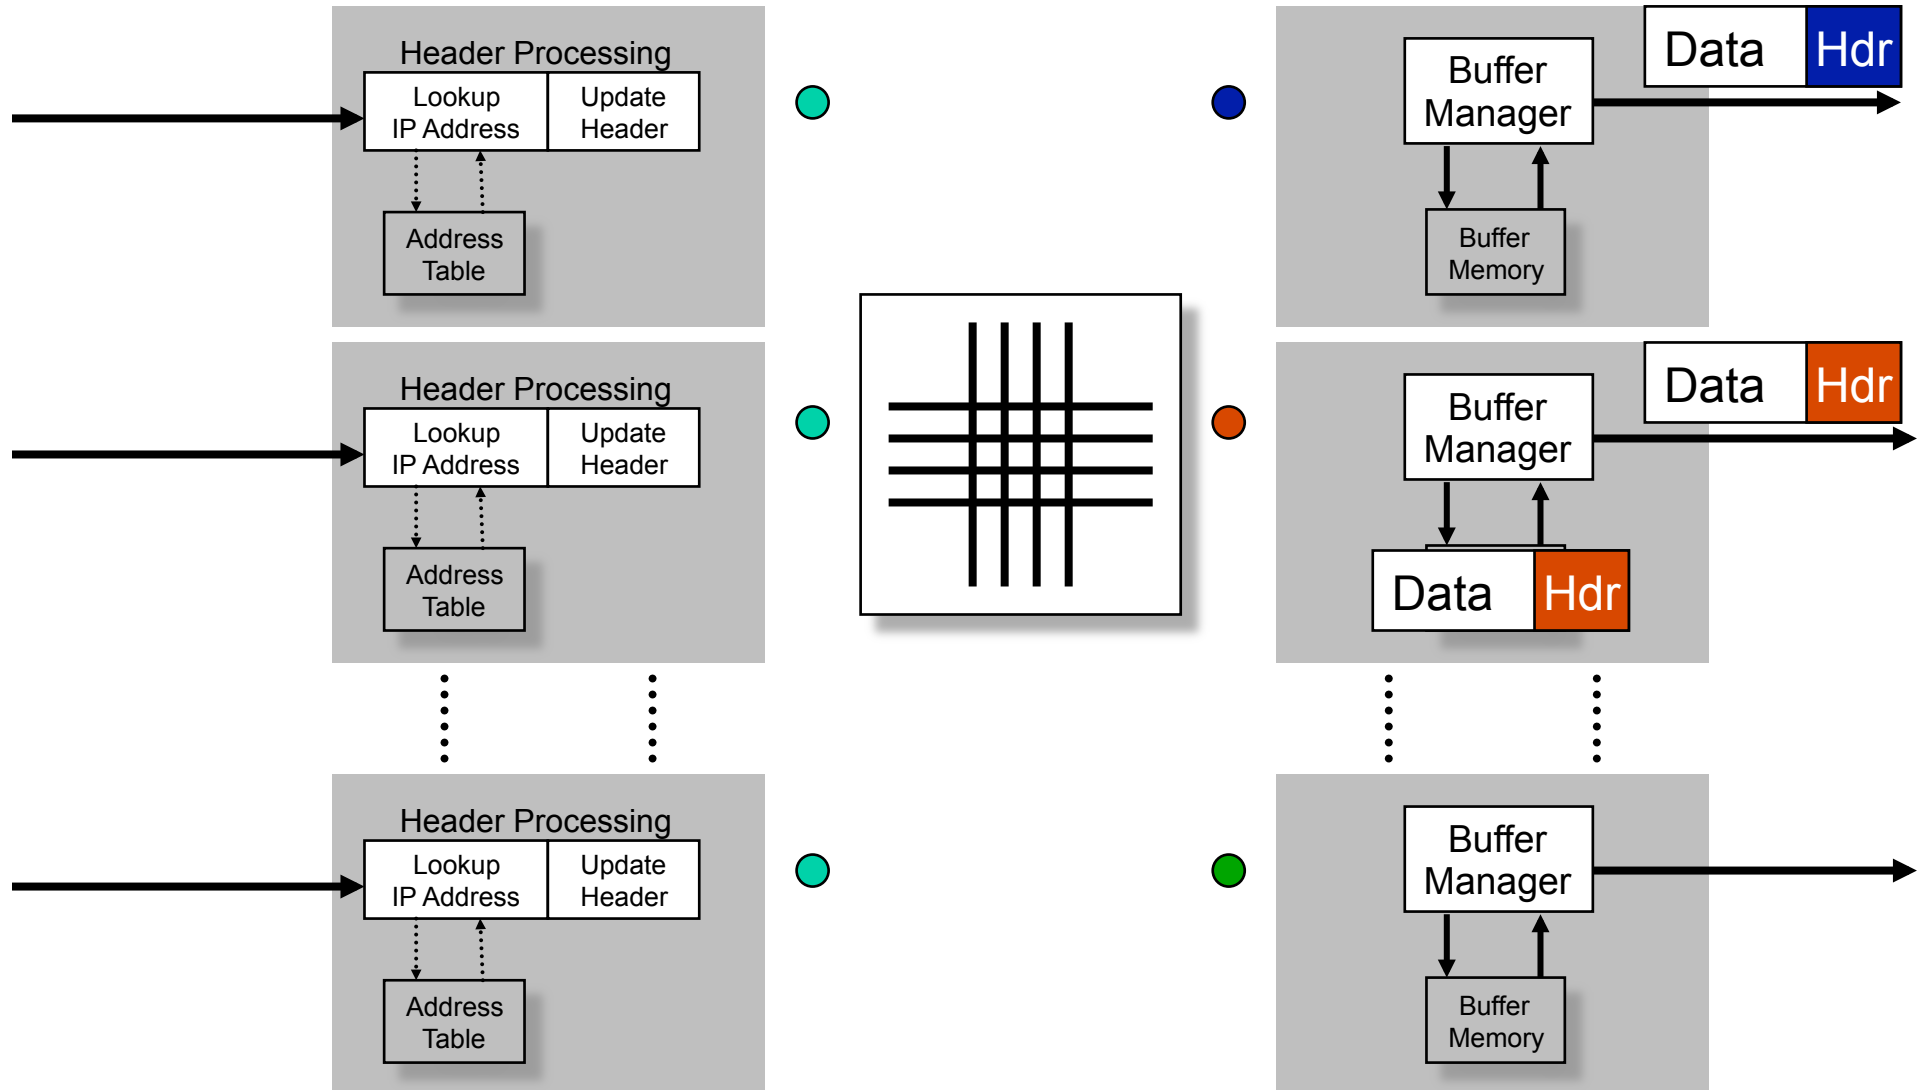 Header Processing
Lookup
IP Address
Update
Header
Address
Table
Buffer
Manager
Data Hdr
Buffer
Memory
Header Processing
Lookup
IP Address
Update
Header
Address
Table
Buffer
Manager
Data Hdr
Data Hdr
Header Processing
Lookup
IP Address
Update
Header
Address
Table
Buffer
Manager
Buffer
Memory